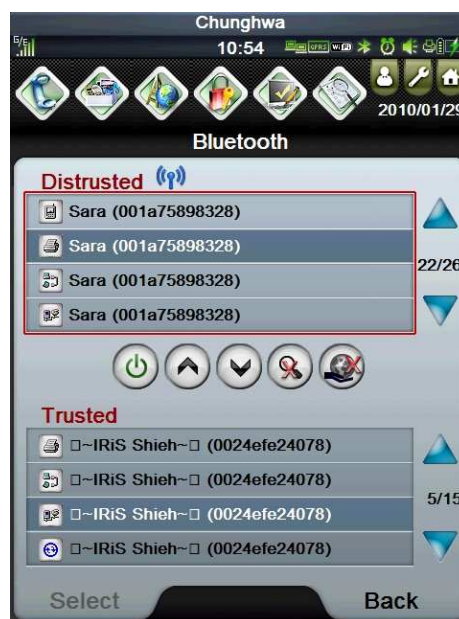 Chunghwa
10:54
GPRS
2010/01/29
Bluetooth
Distrusted
Sara (001a75898328)
Sara (001a75898328)
22/26
Sara (001a75898328)
Sara (001a75898328)
Trusted
□~IRiS Shieh~□ (0024efe24078)
□~IRiS Shieh~□ (0024efe24078)
5/15
□~IRiS Shieh~□ (0024efe24078)
□~IRiS Shieh~□ (0024efe24078)
Select
Back